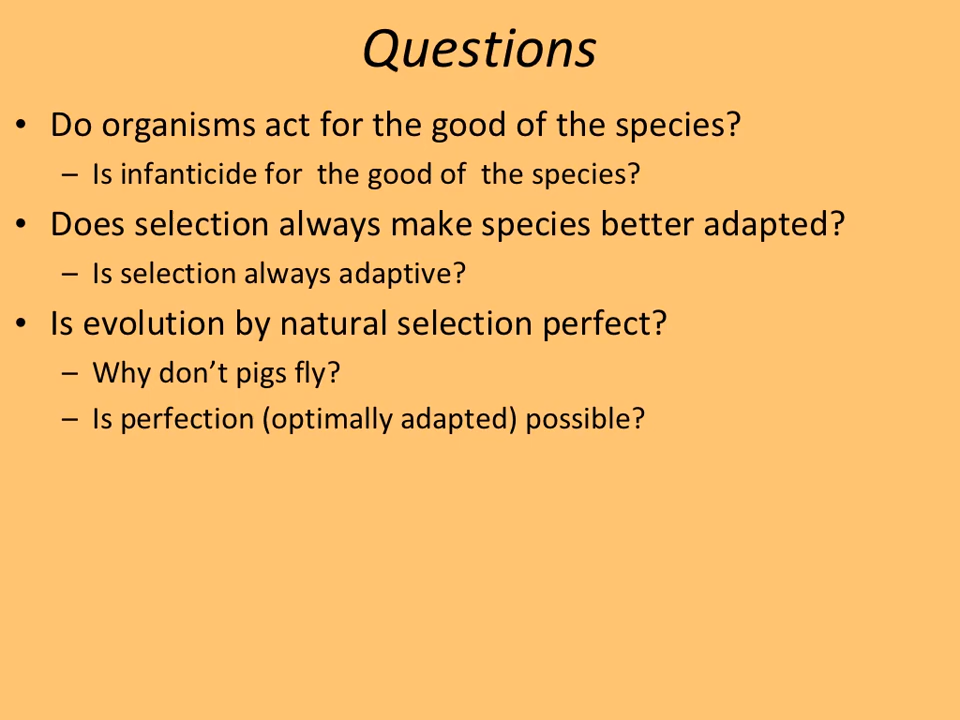 Questions
• Do organisms act for the good of the species?
– Is infanticide for  the good of  the species?
• Does selection always make species better adapted?
– Is selection always adaptive?
• Is evolution by natural selection perfect?
– Why don’t pigs fly?
– Is perfection (optimally adapted) possible?